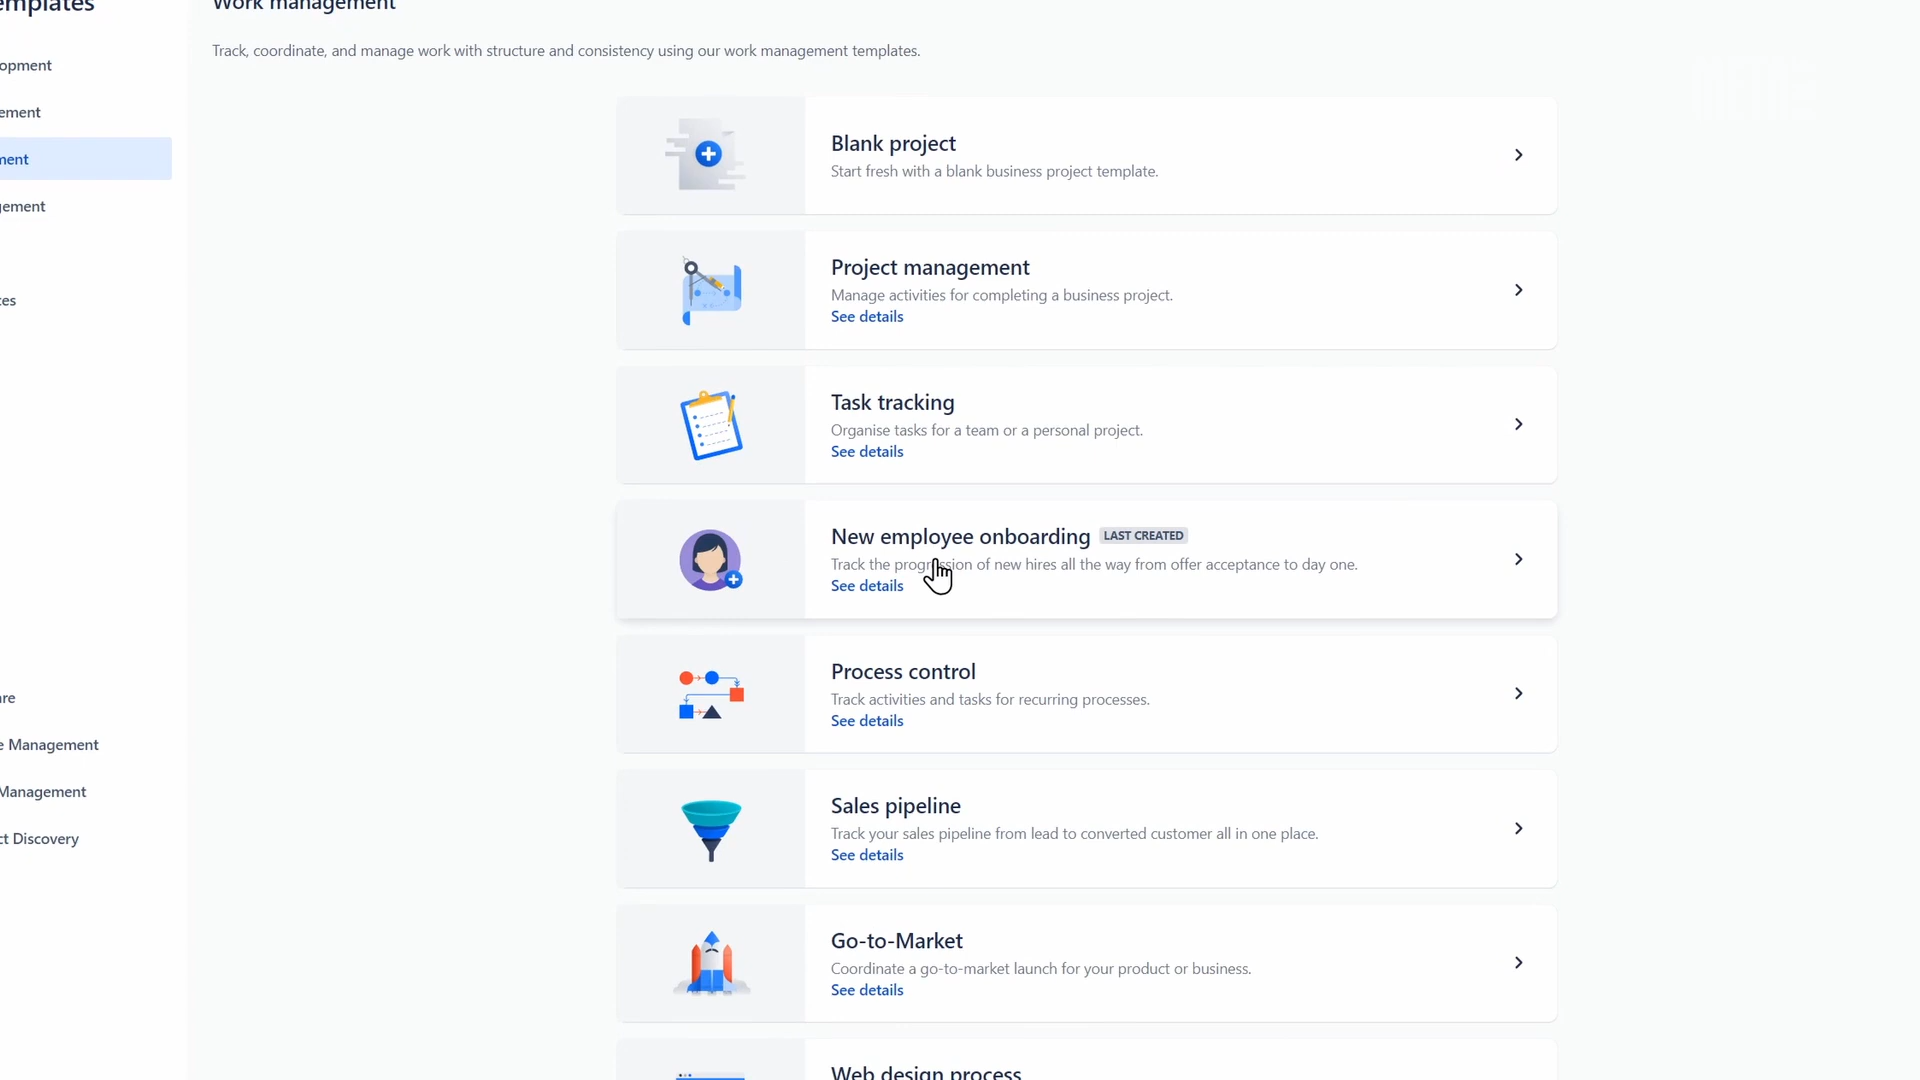 emplates
Work management
Track, coordinate, and manage work with structure and consistency using our work management templates.
opment
ement
ment
gement
es
re
e Management
Management
ct Discovery
Blank project
Start fresh with a blank business project template.
Project management
Manage activities for completing a business project.
See details
Task tracking
Organise tasks for a team or a personal project.
See details
New employee onboarding LAST CREATED
Track the progression of new hires all the way from offer acceptance to day one.
See details
Process control
Track activities and tasks for recurring processes.
See details
Sales pipeline
Track your sales pipeline from lead to converted customer all in one place.
See details
Go-to-Market
Coordinate a go-to-market launch for your product or business.
See details
Web design process